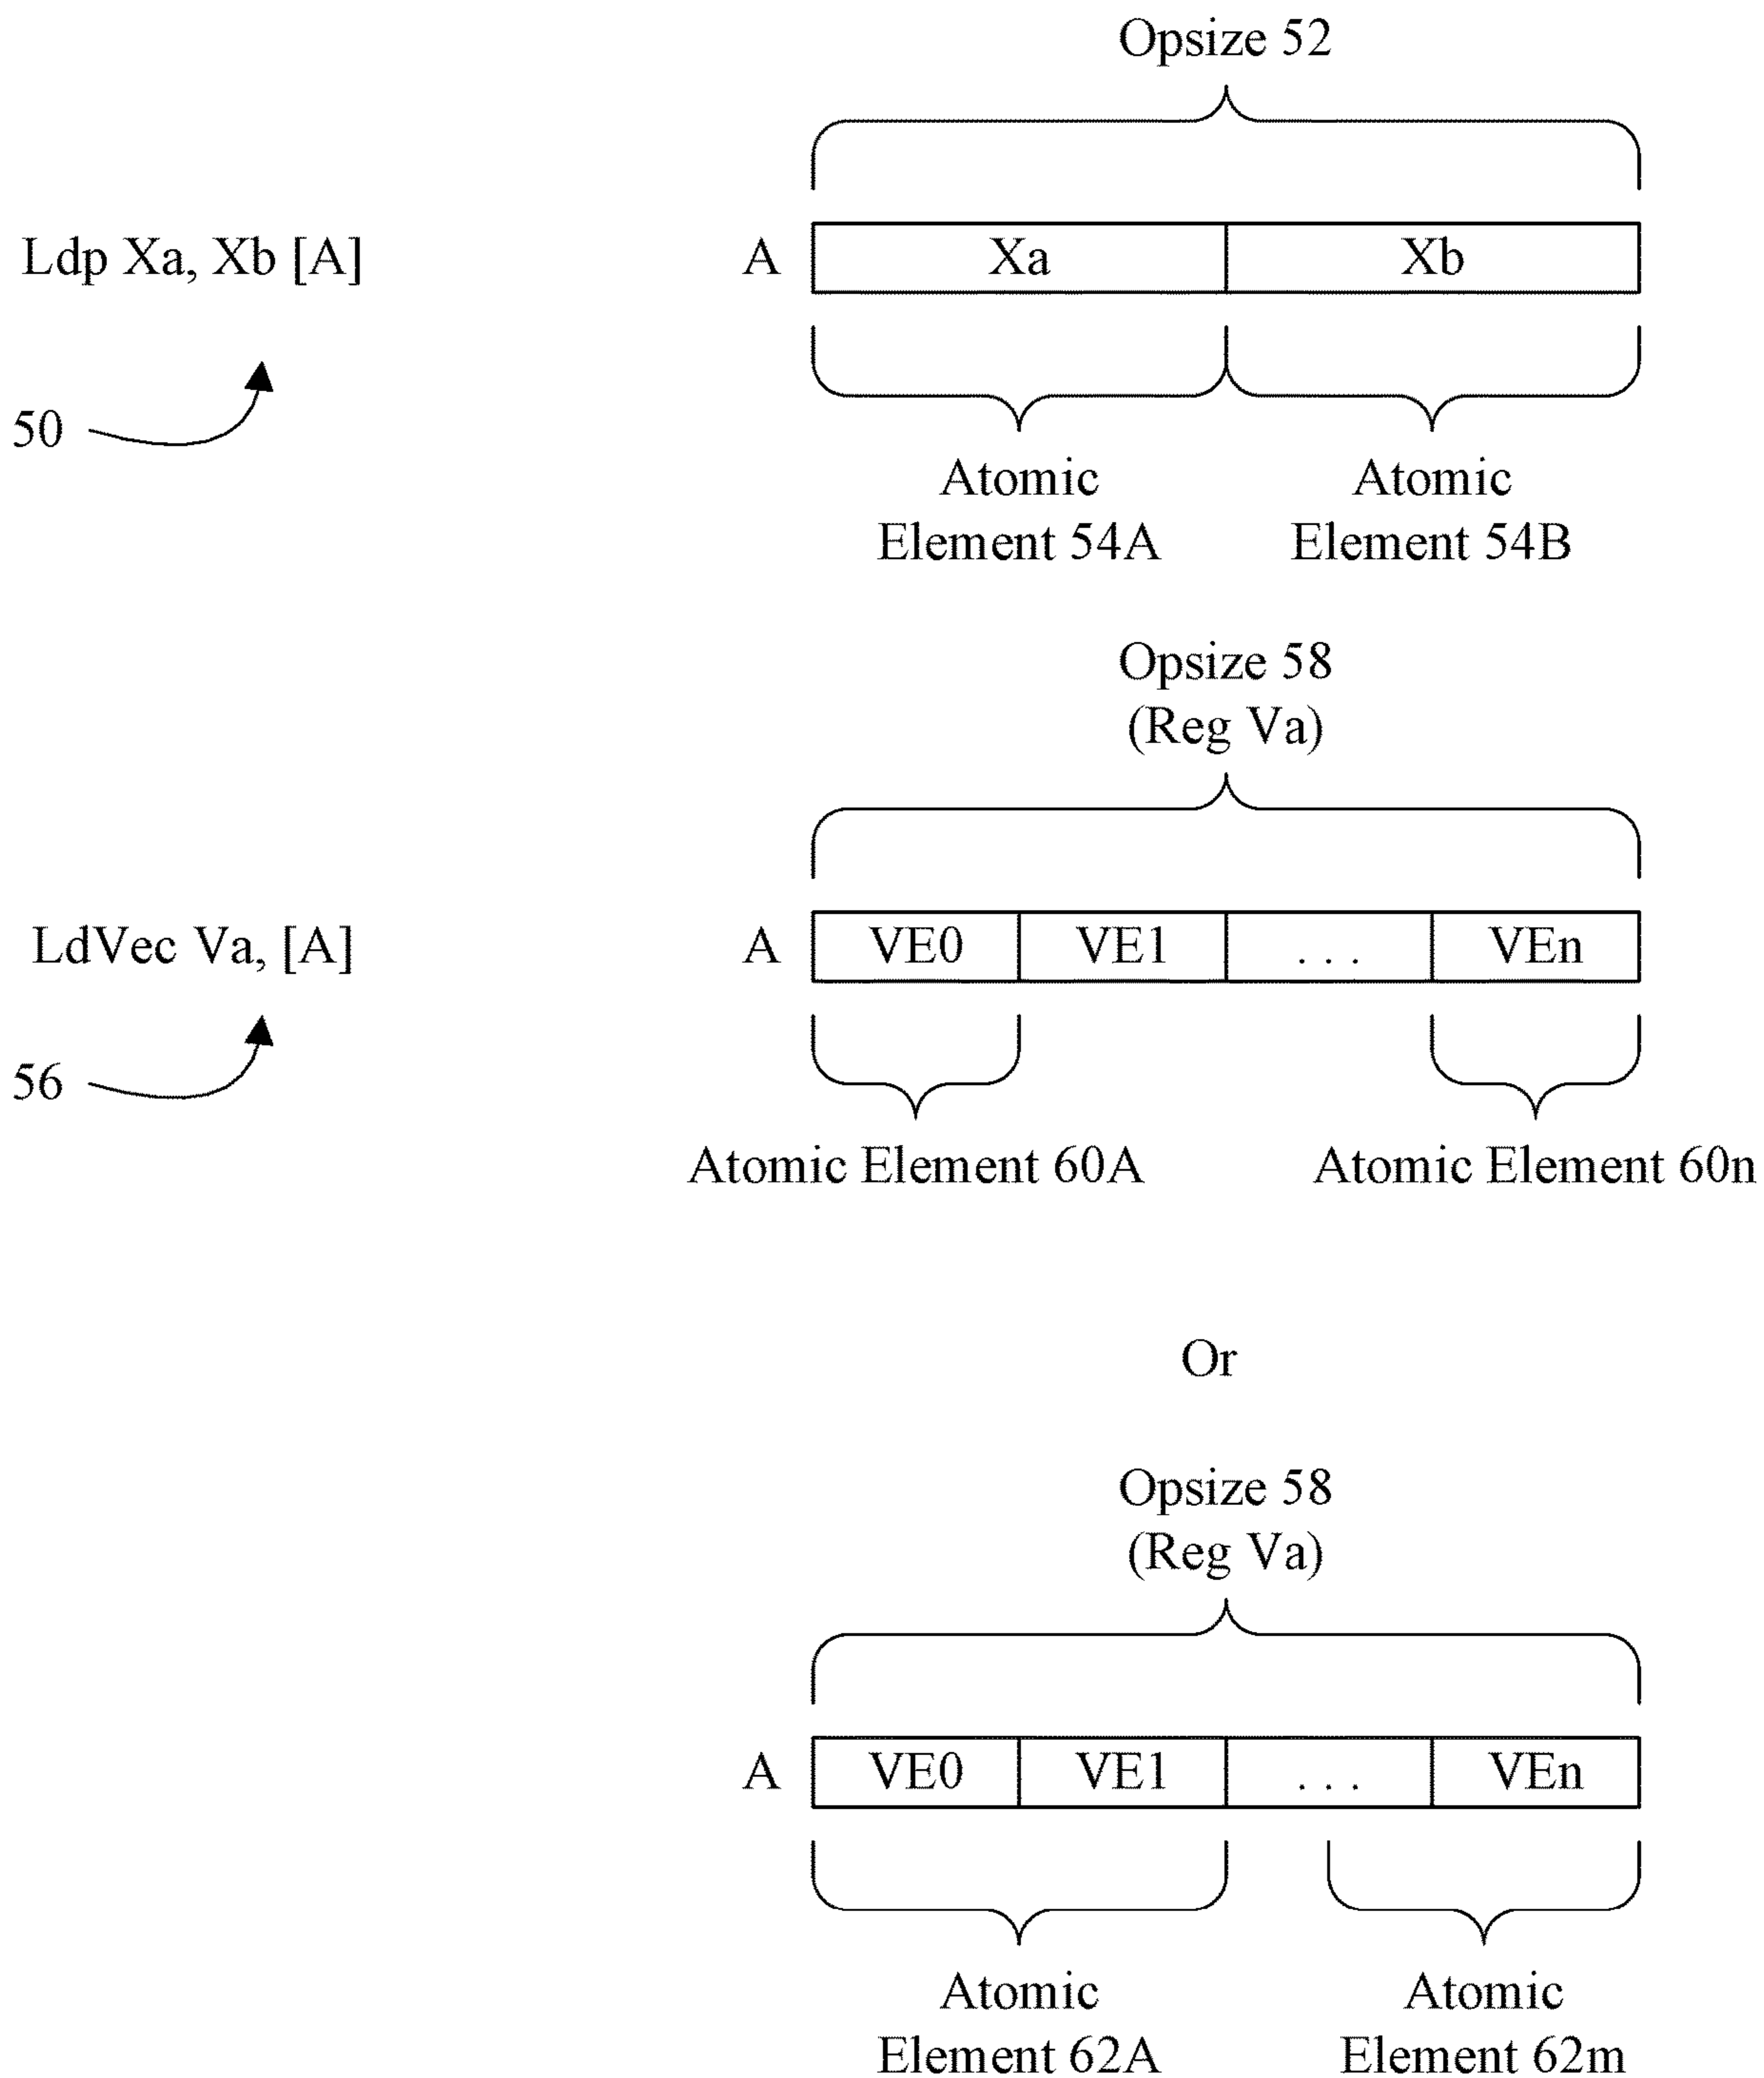 Opsize 52
Ldp Xa, Xb [A]
A Xa Xb
50
Atomic Atomic
Element 54A Element 54B
Opsize 58
(Reg Va)
LdVec Va, [A]
A VE0 VE1 . . . VEn
56
Atomic Element 60A Atomic Element 60n
Or
Opsize 58
(Reg Va)
A VE0 VE1 . . . VEn
Atomic Atomic
Element 62A Element 62m